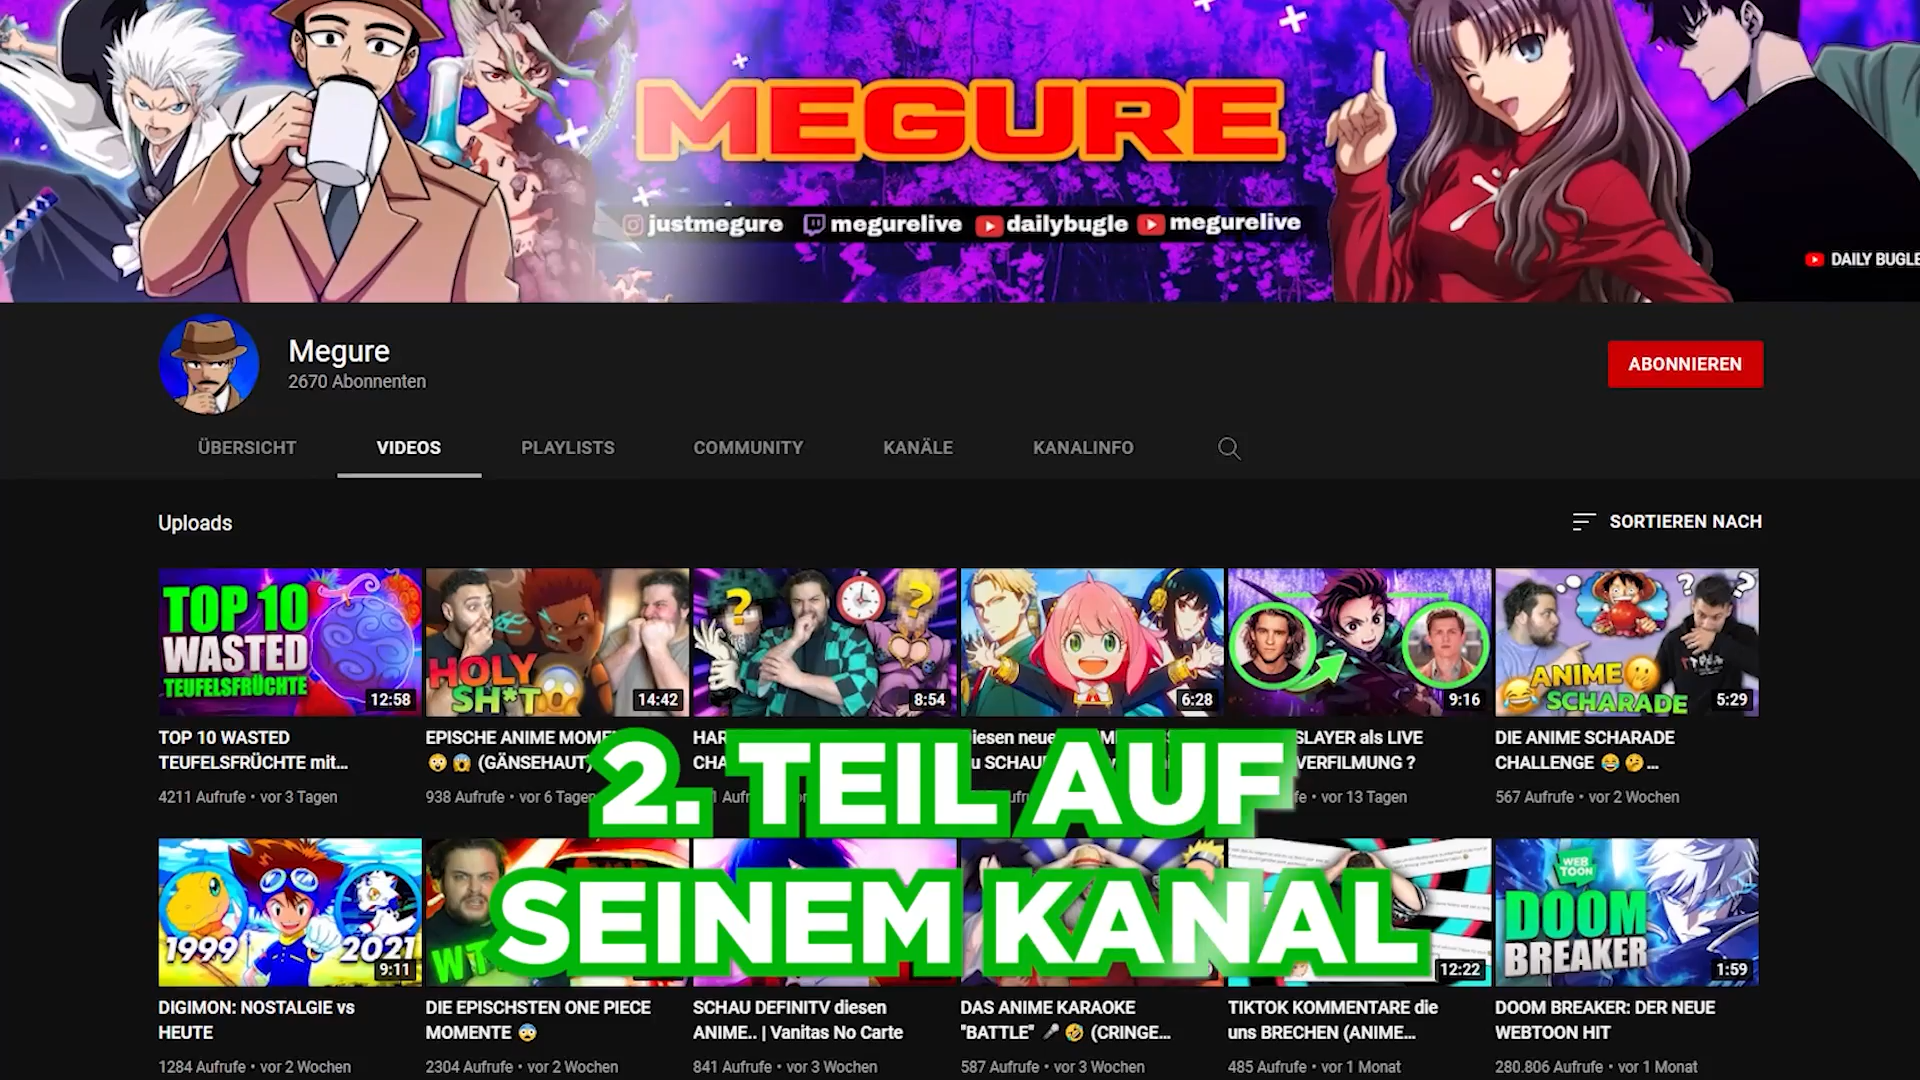 MEGURE
justmegure megurelive dailybugle megurelive
DAILY BUGLE
Megure
2670 Abonnenten
ABONNIEREN
ÜBERSICHT VIDEOS PLAYLISTS COMMUNITY KANÄLE KANALINFO
Uploads
SORTIEREN NACH
TOP 10
WASTED
TEUFELSFRÜCHTE
12:58
HOLY
SH*T
14:42
? ?
8:54
6:28
9:16
? ?
ANIME
SCHARADE
5:29
TOP 10 WASTED
TEUFELSFRÜCHTE mit...
4211 Aufrufe • vor 3 Tagen
EPISCHE ANIME
😲 😱 (GÄNSEHAUT)
938 Aufrufe • vor 6 Tagen
iesen neue
SLAYER als LIVE
VERFILMUNG ?
vor 13 Tagen
DIE ANIME SCHARADE
CHALLENGE 😂 🤔 ...
567 Aufrufe • vor 2 Wochen
2. TEIL AUF
SEINEM KANAL
1999 2021
9:11
12:22
WEB
TOON
DOOM
BREAKER
1:59
DIGIMON: NOSTALGIE vs
HEUTE
1284 Aufrufe • vor 2 Wochen
DIE EPISCHSTEN ONE PIECE
MOMENTE 😨
2304 Aufrufe • vor 2 Wochen
SCHAU DEFINITV diesen
ANIME.. | Vanitas No Carte
841 Aufrufe • vor 3 Wochen
DAS ANIME KARAOKE
"BATTLE" 🎤 🤣 (CRINGE...
587 Aufrufe • vor 3 Wochen
TIKTOK KOMMENTARE die
uns BRECHEN (ANIME...
485 Aufrufe • vor 1 Monat
DOOM BREAKER: DER NEUE
WEBTOON HIT
280.806 Aufrufe • vor 1 Monat